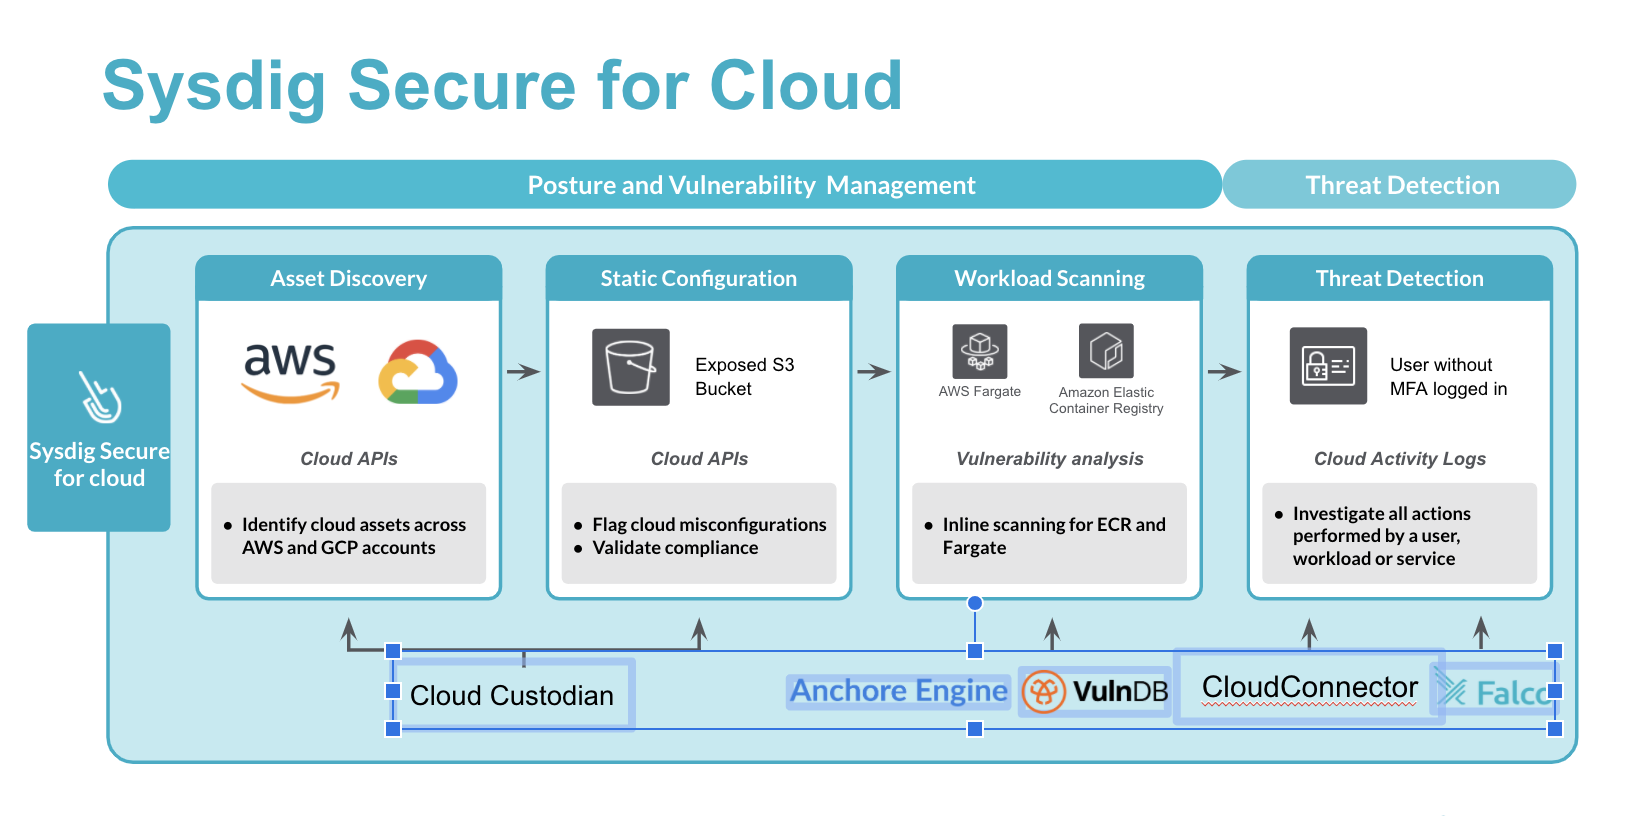 Sysdig Secure for Cloud
Posture and Vulnerability  Management
Threat Detection
Sysdig Secure
for cloud
Asset Discovery
aws
Cloud APIs
● Identify cloud assets across
AWS and GCP accounts
Static Configuration
Exposed S3
Bucket
Cloud APIs
● Flag cloud misconfigurations
● Validate compliance
Workload Scanning
AWS Fargate
Amazon Elastic
Container Registry
Vulnerability analysis
● Inline scanning for ECR and
Fargate
Threat Detection
User without
MFA logged in
Cloud Activity Logs
● Investigate all actions
performed by a user,
workload or service
Cloud Custodian
Anchore Engine
VulnDB
CloudConnector
Falco